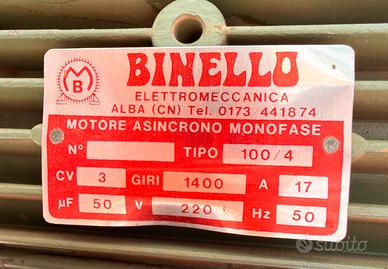 M
B
BINELLO
ELETTROMECCANICA
ALBA (CN) Tel. 0173/441874
MOTORE ASINCRONO MONOFASE
N° TIPO 100/4
CV 3 GIRI 1400 A 17
µF 50 V 220 Hz 50
subito